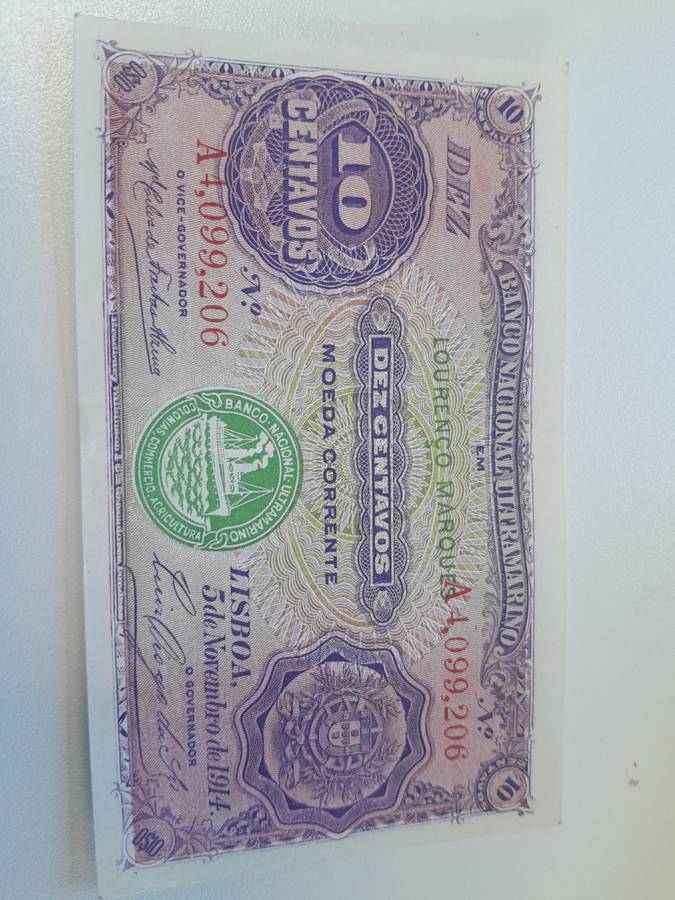 10
10
BANCO NACIONAL ULTRAMARINO
DEZ
EM
Nº
LOURENÇO MARQUES
A 4,099,206
10
CENTAVOS
DEZ CENTAVOS
MOEDA CORRENTE
Nº
A 4,099,206
LISBOA,
5 de Novembro de 1914.
BANCO NACIONAL ULTRAMARINO
COLONIAS, COMMERCIO, AGRICULTURA
O VICE-GOVERNADOR
O GOVERNADOR